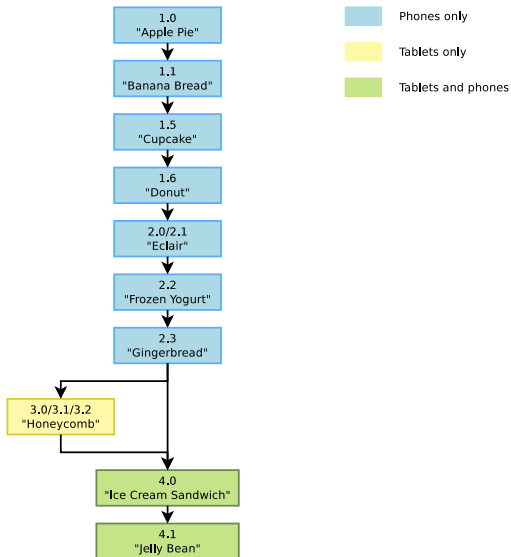 1.0
"Apple Pie"
1.1
"Banana Bread"
1.5
"Cupcake"
1.6
"Donut"
2.0/2.1
"Eclair"
2.2
"Frozen Yogurt"
2.3
"Gingerbread"
3.0/3.1/3.2
"Honeycomb"
4.0
"Ice Cream Sandwich"
4.1
"Jelly Bean"
Phones only
Tablets only
Tablets and phones